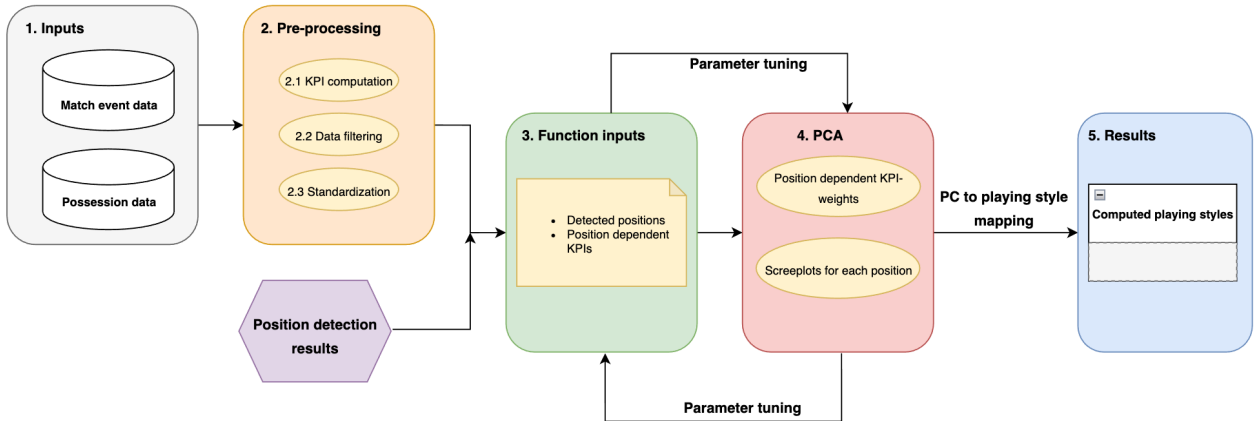 1. Inputs
Match event data
Possession data
2. Pre-processing
2.1 KPI computation
2.2 Data filtering
2.3 Standardization
Position detection
results
3. Function inputs
• Detected positions
• Position dependent
KPIs
Parameter tuning
4. PCA
Position dependent KPI-
weights
Screeplots for each position
Parameter tuning
PC to playing style
mapping
5. Results
Computed playing styles